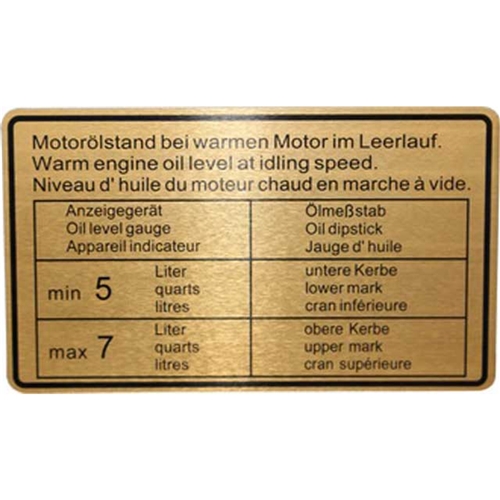 Motorölstand bei warmen Motor im Leerlauf.
Warm engine oil level at idling speed.
Niveau d' huile du moteur chaud en marche à vide.
Anzeigegerät
Oil level gauge
Appareil indicateur
Ölmeßstab
Oil dipstick
Jauge d' huile
min 5
Liter
quarts
litres
untere Kerbe
lower mark
cran inférieure
max 7
Liter
quarts
litres
obere Kerbe
upper mark
cran supérieure